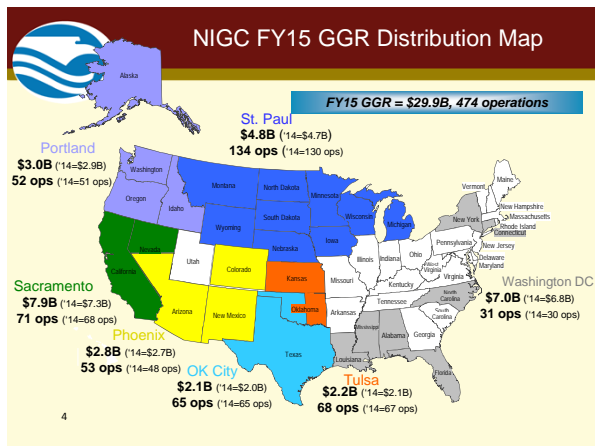 NIGC FY15 GGR Distribution Map
Alaska
FY15 GGR = $29.9B, 474 operations
St. Paul
$4.8B ('14=$4.7B)
134 ops ('14=130 ops)
Portland
$3.0B ('14=$2.9B)
52 ops ('14=51 ops)
Washington
Oregon
Idaho
Montana
North Dakota
Minnesota
South Dakota
Wyoming
Nebraska
Iowa
Wisconsin
Michigan
Maine
Vermont
New Hampshire
Massachusetts
Rhode Island
Connecticut
New York
New Jersey
Pennsylvania
Delaware
Maryland
Illinois
Indiana
Ohio
West
Virginia
Virginia
Kentucky
Missouri
Tennessee
North
Carolina
South
Carolina
Arkansas
Mississippi
Alabama
Georgia
Louisiana
Florida
Nevada
California
Utah
Colorado
Kansas
Oklahoma
Arizona
New Mexico
Texas
Washington DC
$7.0B ('14=$6.8B)
31 ops ('14=30 ops)
Sacramento
$7.9B ('14=$7.3B)
71 ops ('14=68 ops)
Phoenix
$2.8B ('14=$2.7B)
53 ops ('14=48 ops)
OK City
$2.1B ('14=$2.0B)
65 ops ('14=65 ops)
Tulsa
$2.2B ('14=$2.1B)
68 ops ('14=67 ops)
4